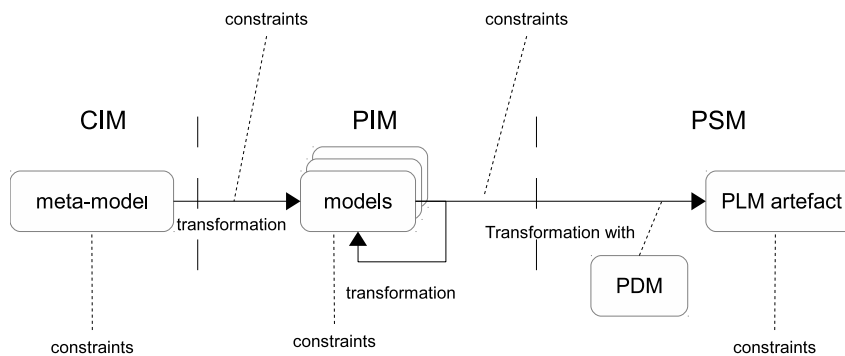 constraints
constraints
CIM
PIM
PSM
meta-model
models
PLM artefact
transformation
Transformation with
PDM
transformation
constraints
constraints
constraints